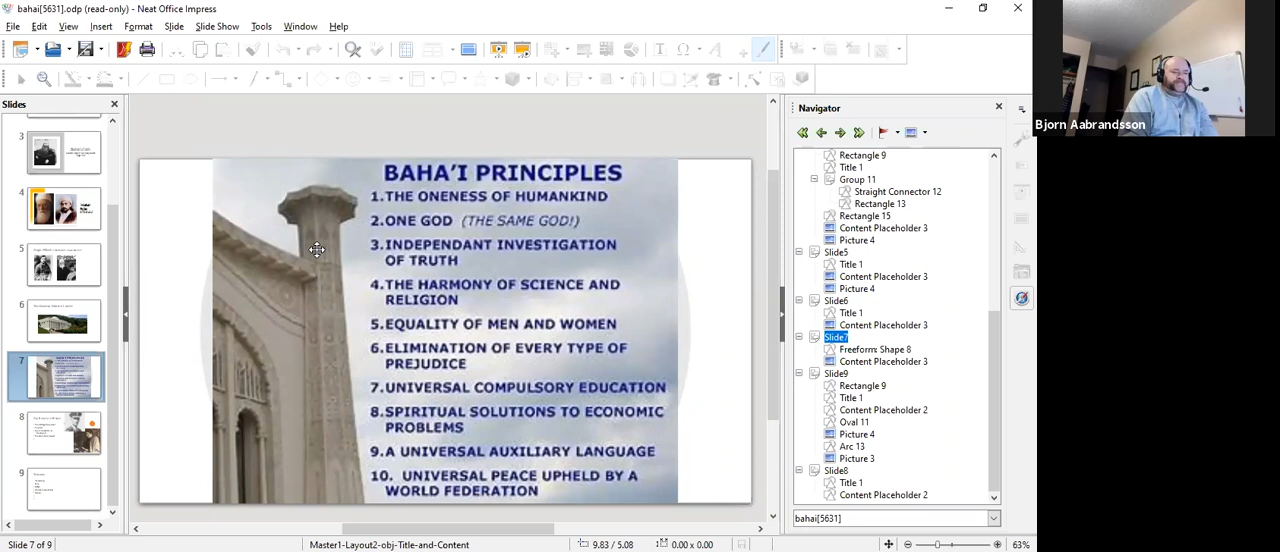 bahai[5631].odp (read-only) - Neat Office Impress
File Edit View Insert Format Slide Slide Show Tools Window Help
Slides
3
4
5
6
7
8
9
BAHA'I PRINCIPLES
1.THE ONENESS OF HUMANKIND
2.ONE GOD (THE SAME GOD!)
3.INDEPENDANT INVESTIGATION
OF TRUTH
4.THE HARMONY OF SCIENCE AND
RELIGION
5.EQUALITY OF MEN AND WOMEN
6.ELIMINATION OF EVERY TYPE OF
PREJUDICE
7.UNIVERSAL COMPULSORY EDUCATION
8.SPIRITUAL SOLUTIONS TO ECONOMIC
PROBLEMS
9.A UNIVERSAL AUXILIARY LANGUAGE
10. UNIVERSAL PEACE UPHELD BY A
WORLD FEDERATION
Navigator
Rectangle 9
Title 1
Group 11
Straight Connector 12
Rectangle 13
Rectangle 15
Content Placeholder 3
Picture 4
Slide5
Title 1
Content Placeholder 3
Picture 4
Slide6
Title 1
Content Placeholder 3
Slide7
Freeform Shape 8
Content Placeholder 3
Slide9
Rectangle 9
Title 1
Content Placeholder 2
Oval 11
Picture 4
Arc 13
Picture 3
Slide8
Title 1
Content Placeholder 2
bahai[5631]
Bjorn Aabrandsson
Slide 7 of 9
Master1-Layout2-obj-Title-and-Content
9.83 / 5.08
0.00 x 0.00
63%